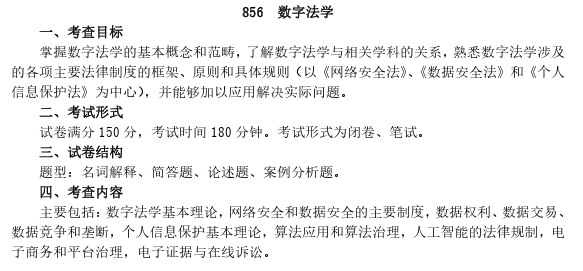 856 数字法学
一、考查目标
掌握数字法学的基本概念和范畴，了解数字法学与相关学科的关系，熟悉数字法学涉及
的各项主要法律制度的框架、原则和具体规则（以《网络安全法》、《数据安全法》和《个人
信息保护法》为中心），并能够加以应用解决实际问题。
二、考试形式
试卷满分 150 分，考试时间 180 分钟。考试形式为闭卷、笔试。
三、试卷结构
题型：名词解释、简答题、论述题、案例分析题。
四、考查内容
主要包括：数字法学基本理论，网络安全和数据安全的主要制度，数据权利、数据交易、
数据竞争和垄断，个人信息保护基本理论，算法应用和算法治理，人工智能的法律规制，电
子商务和平台治理，电子证据与在线诉讼。